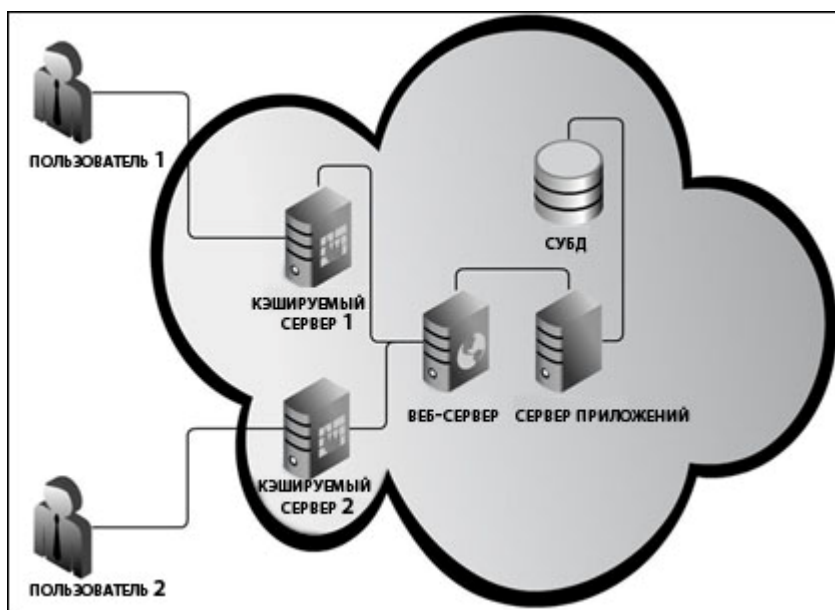 ПОЛЬЗОВАТЕЛЬ 1
СУБД
КЭШИРУЕМЫЙ
СЕРВЕР 1
ВЕБ-СЕРВЕР
СЕРВЕР ПРИЛОЖЕНИЙ
КЭШИРУЕМЫЙ
СЕРВЕР 2
ПОЛЬЗОВАТЕЛЬ 2